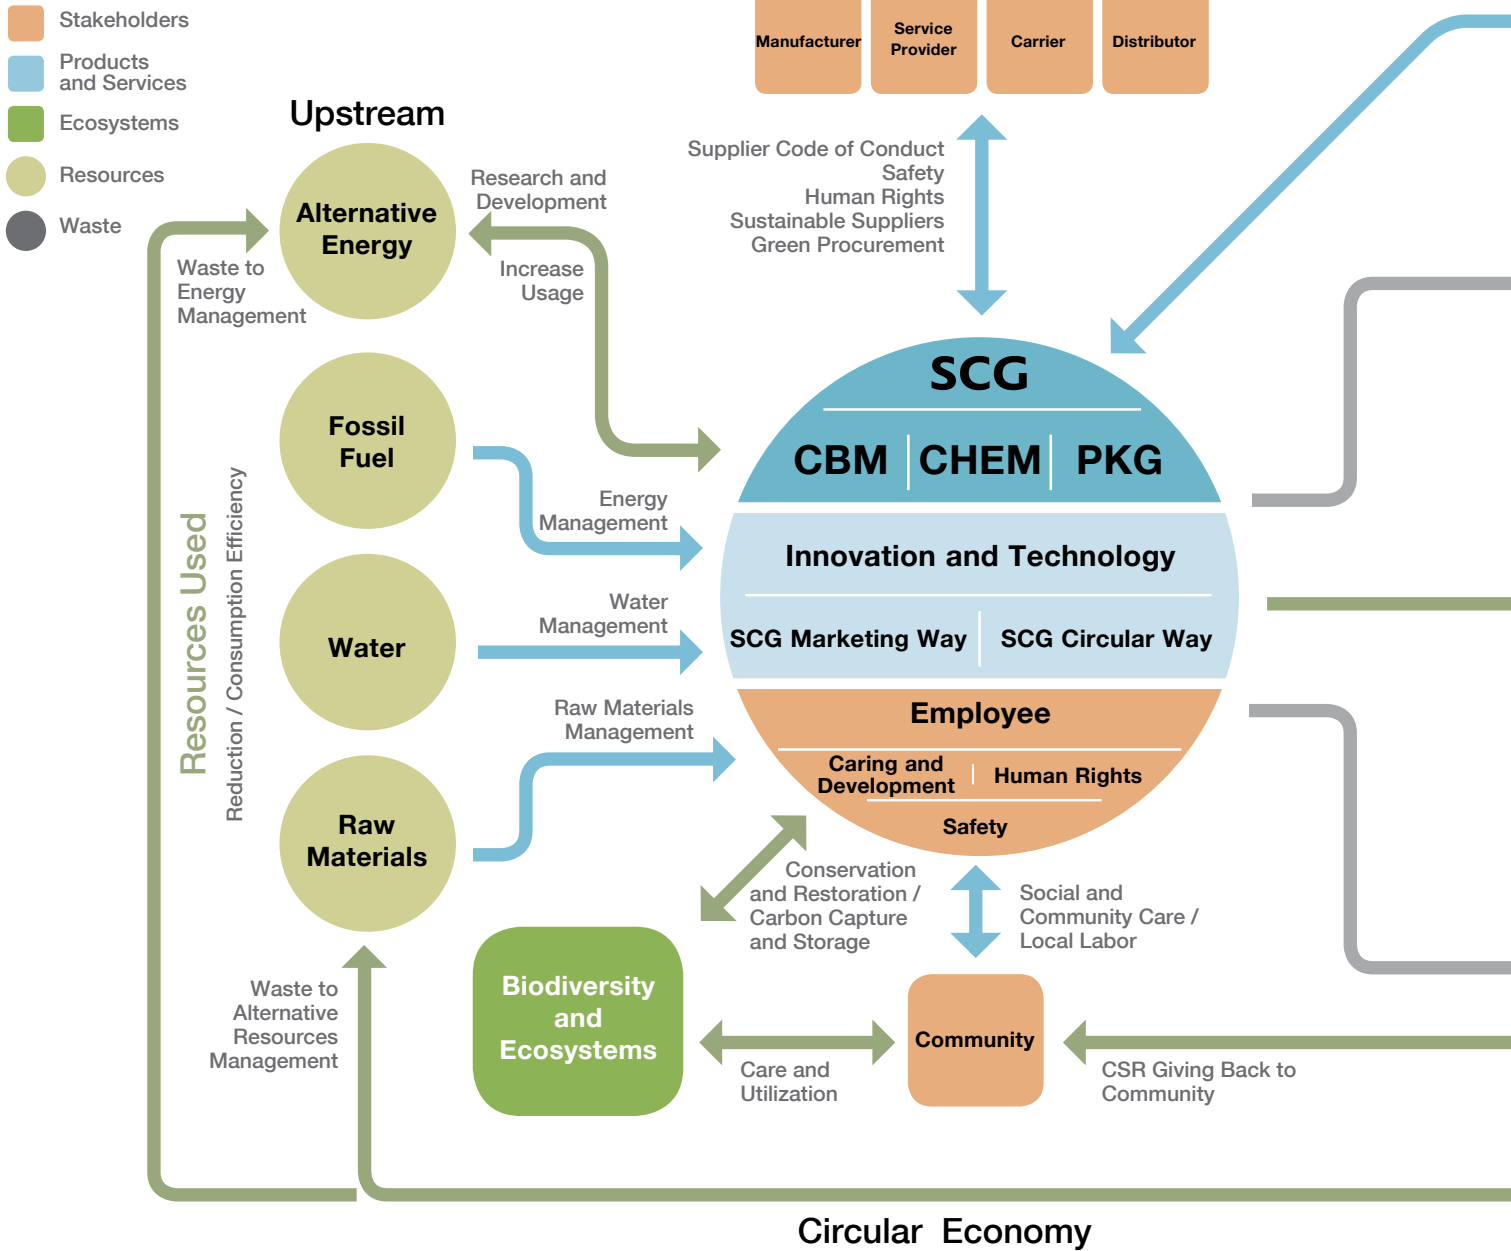 Stakeholders
Products
and Services
Ecosystems
Resources
Waste
Manufacturer
Service
Provider
Carrier
Distributor
Upstream
Supplier Code of Conduct
Safety
Human Rights
Sustainable Suppliers
Green Procurement
Alternative
Energy
Research and
Development
Increase
Usage
Waste to
Energy
Management
Fossil
Fuel
Energy
Management
Water
Water
Management
Raw Materials
Management
Raw
Materials
Resources Used
Reduction / Consumption Efficiency
SCG
CBM
CHEM
PKG
Innovation and Technology
SCG Marketing Way
SCG Circular Way
Employee
Caring and
Development
Human Rights
Safety
Conservation
and Restoration /
Carbon Capture
and Storage
Social and
Community Care /
Local Labor
Waste to
Alternative
Resources
Management
Biodiversity
and
Ecosystems
Care and
Utilization
Community
CSR Giving Back to
Community
Circular Economy